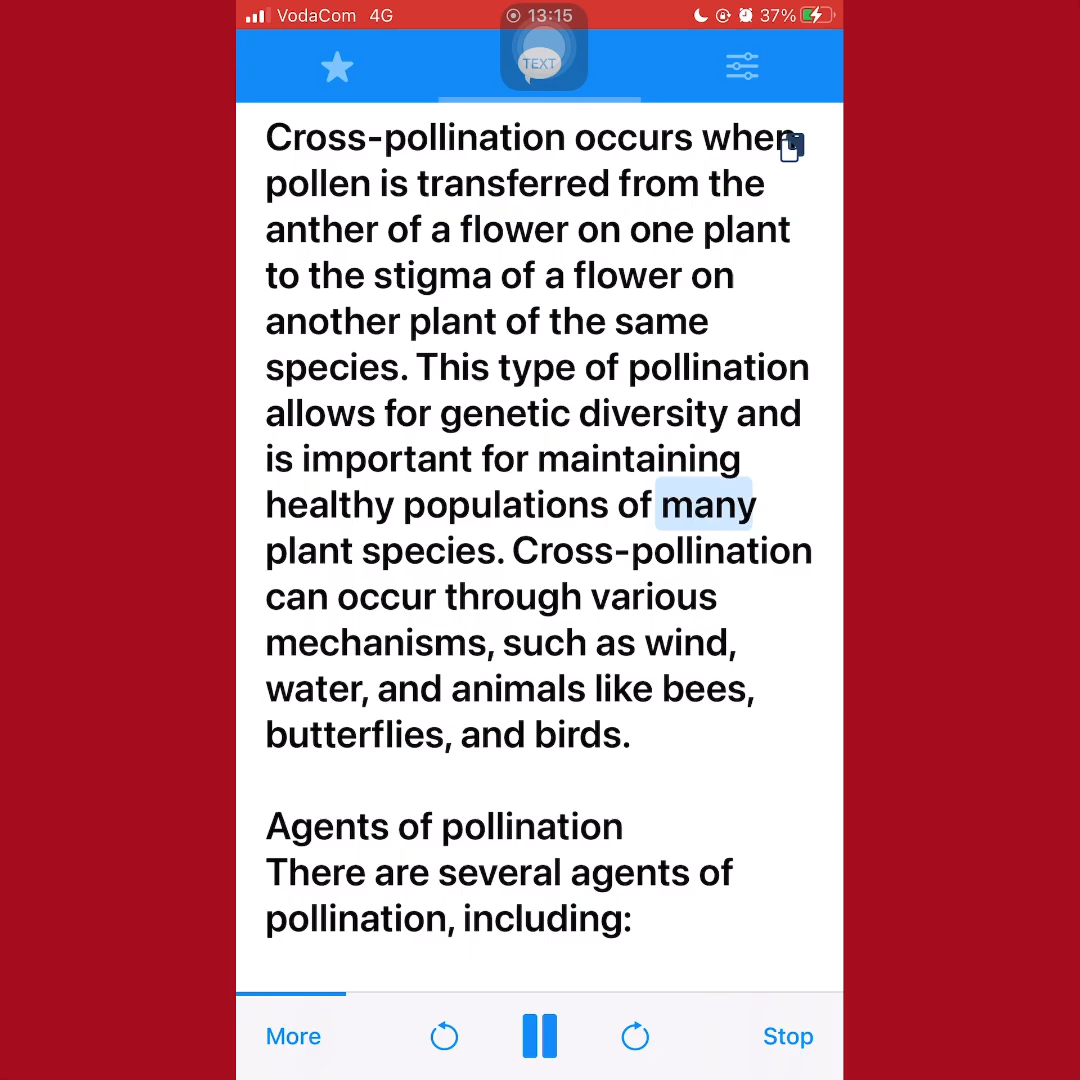 VodaCom 4G 13:15 37%
TEXT
Cross-pollination occurs when
pollen is transferred from the
anther of a flower on one plant
to the stigma of a flower on
another plant of the same
species. This type of pollination
allows for genetic diversity and
is important for maintaining
healthy populations of many
plant species. Cross-pollination
can occur through various
mechanisms, such as wind,
water, and animals like bees,
butterflies, and birds.
Agents of pollination
There are several agents of
pollination, including:
More Stop